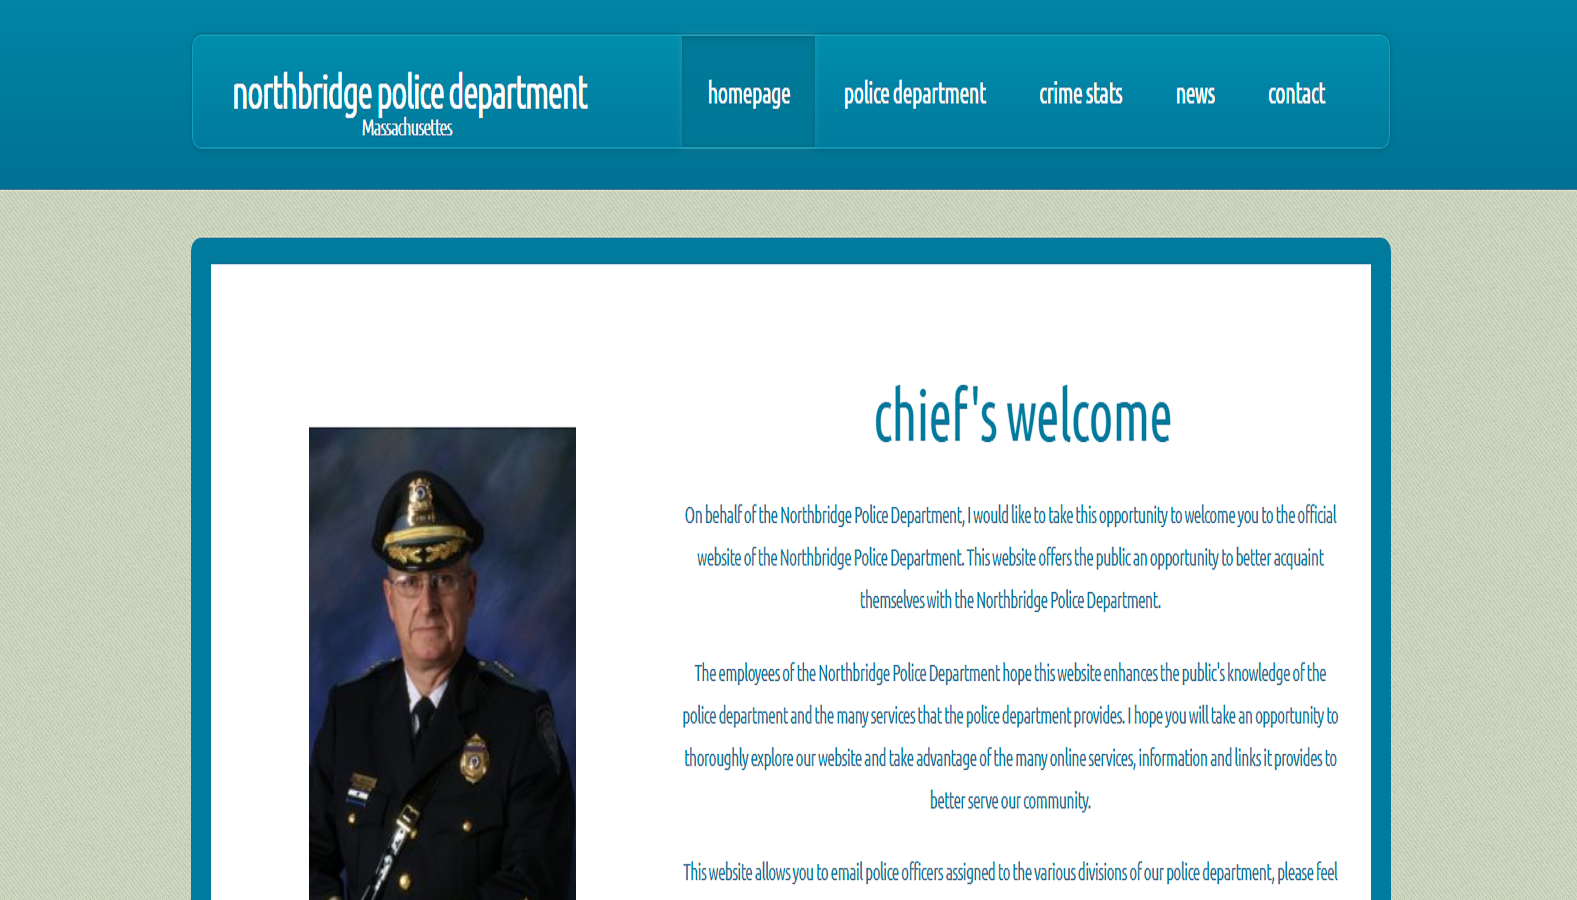 northbridge police department
Massachusettes
homepage
police department
crime stats
news
contact
chief's welcome
On behalf of the Northbridge Police Department, I would like to take this opportunity to welcome you to the official
website of the Northbridge Police Department. This website offers the public an opportunity to better acquaint
themselves with the Northbridge Police Department.
The employees of the Northbridge Police Department hope this website enhances the public's knowledge of the
police department and the many services that the police department provides. I hope you will take an opportunity to
thoroughly explore our website and take advantage of the many online services, information and links it provides to
better serve our community.
This website allows you to email police officers assigned to the various divisions of our police department, please feel